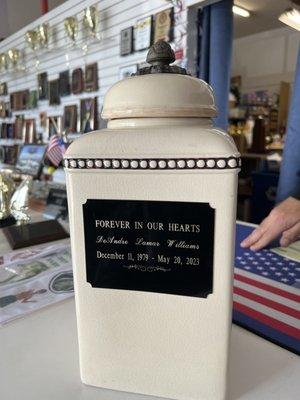 FOREVER IN OUR HEARTS
DeAndre Lamar Williams
December 11, 1979 - May 20, 2023